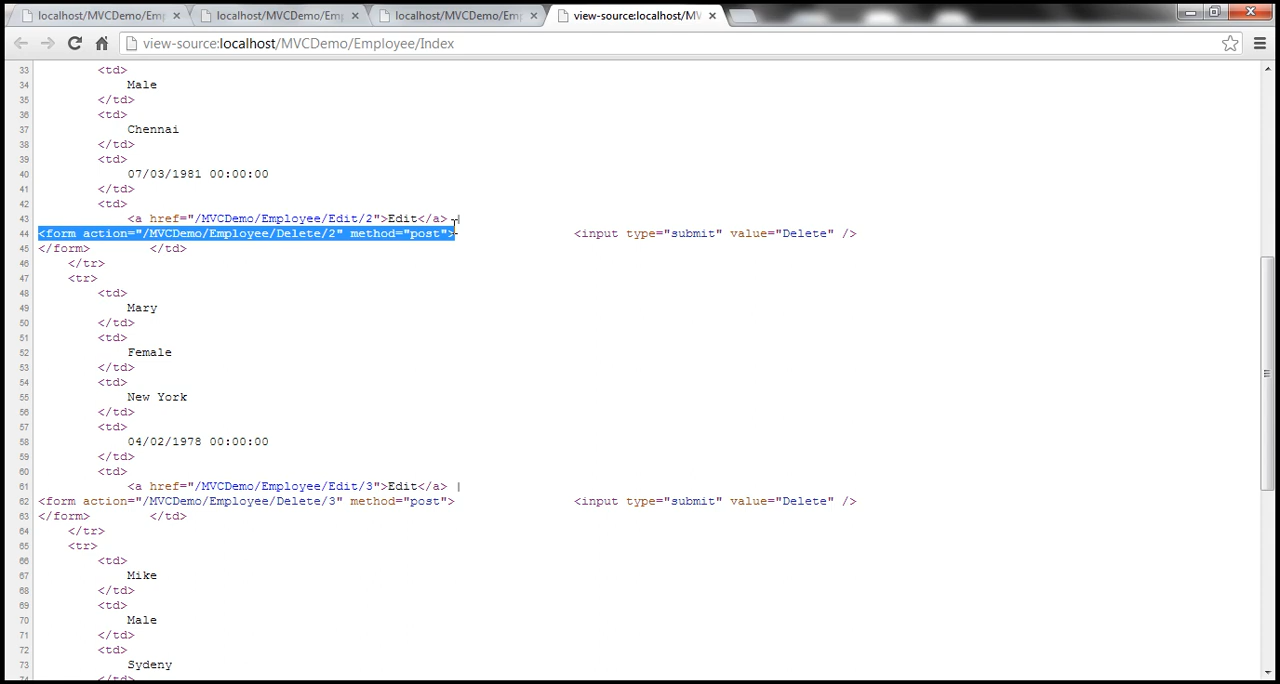 localhost/MVCDemo/Em localhost/MVCDemo/Em localhost/MVCDemo/Em view-source:localhost/M
view-source:localhost/MVCDemo/Employee/Index
33 <td>
34 Male
35 </td>
36 <td>
37 Chennai
38 </td>
39 <td>
40 07/03/1981 00:00:00
41 </td>
42 <td>
43 <a href="/MVCDemo/Employee/Edit/2">Edit</a> |
44 <form action="/MVCDemo/Employee/Delete/2" method="post"> <input type="submit" value="Delete" />
45 </form> </td>
46 </tr>
47 <tr>
48 <td>
49 Mary
50 </td>
51 <td>
52 Female
53 </td>
54 <td>
55 New York
56 </td>
57 <td>
58 04/02/1978 00:00:00
59 </td>
60 <td>
61 <a href="/MVCDemo/Employee/Edit/3">Edit</a> |
62 <form action="/MVCDemo/Employee/Delete/3" method="post"> <input type="submit" value="Delete" />
63 </form> </td>
64 </tr>
65 <tr>
66 <td>
67 Mike
68 </td>
69 <td>
70 Male
71 </td>
72 <td>
73 Sydeny